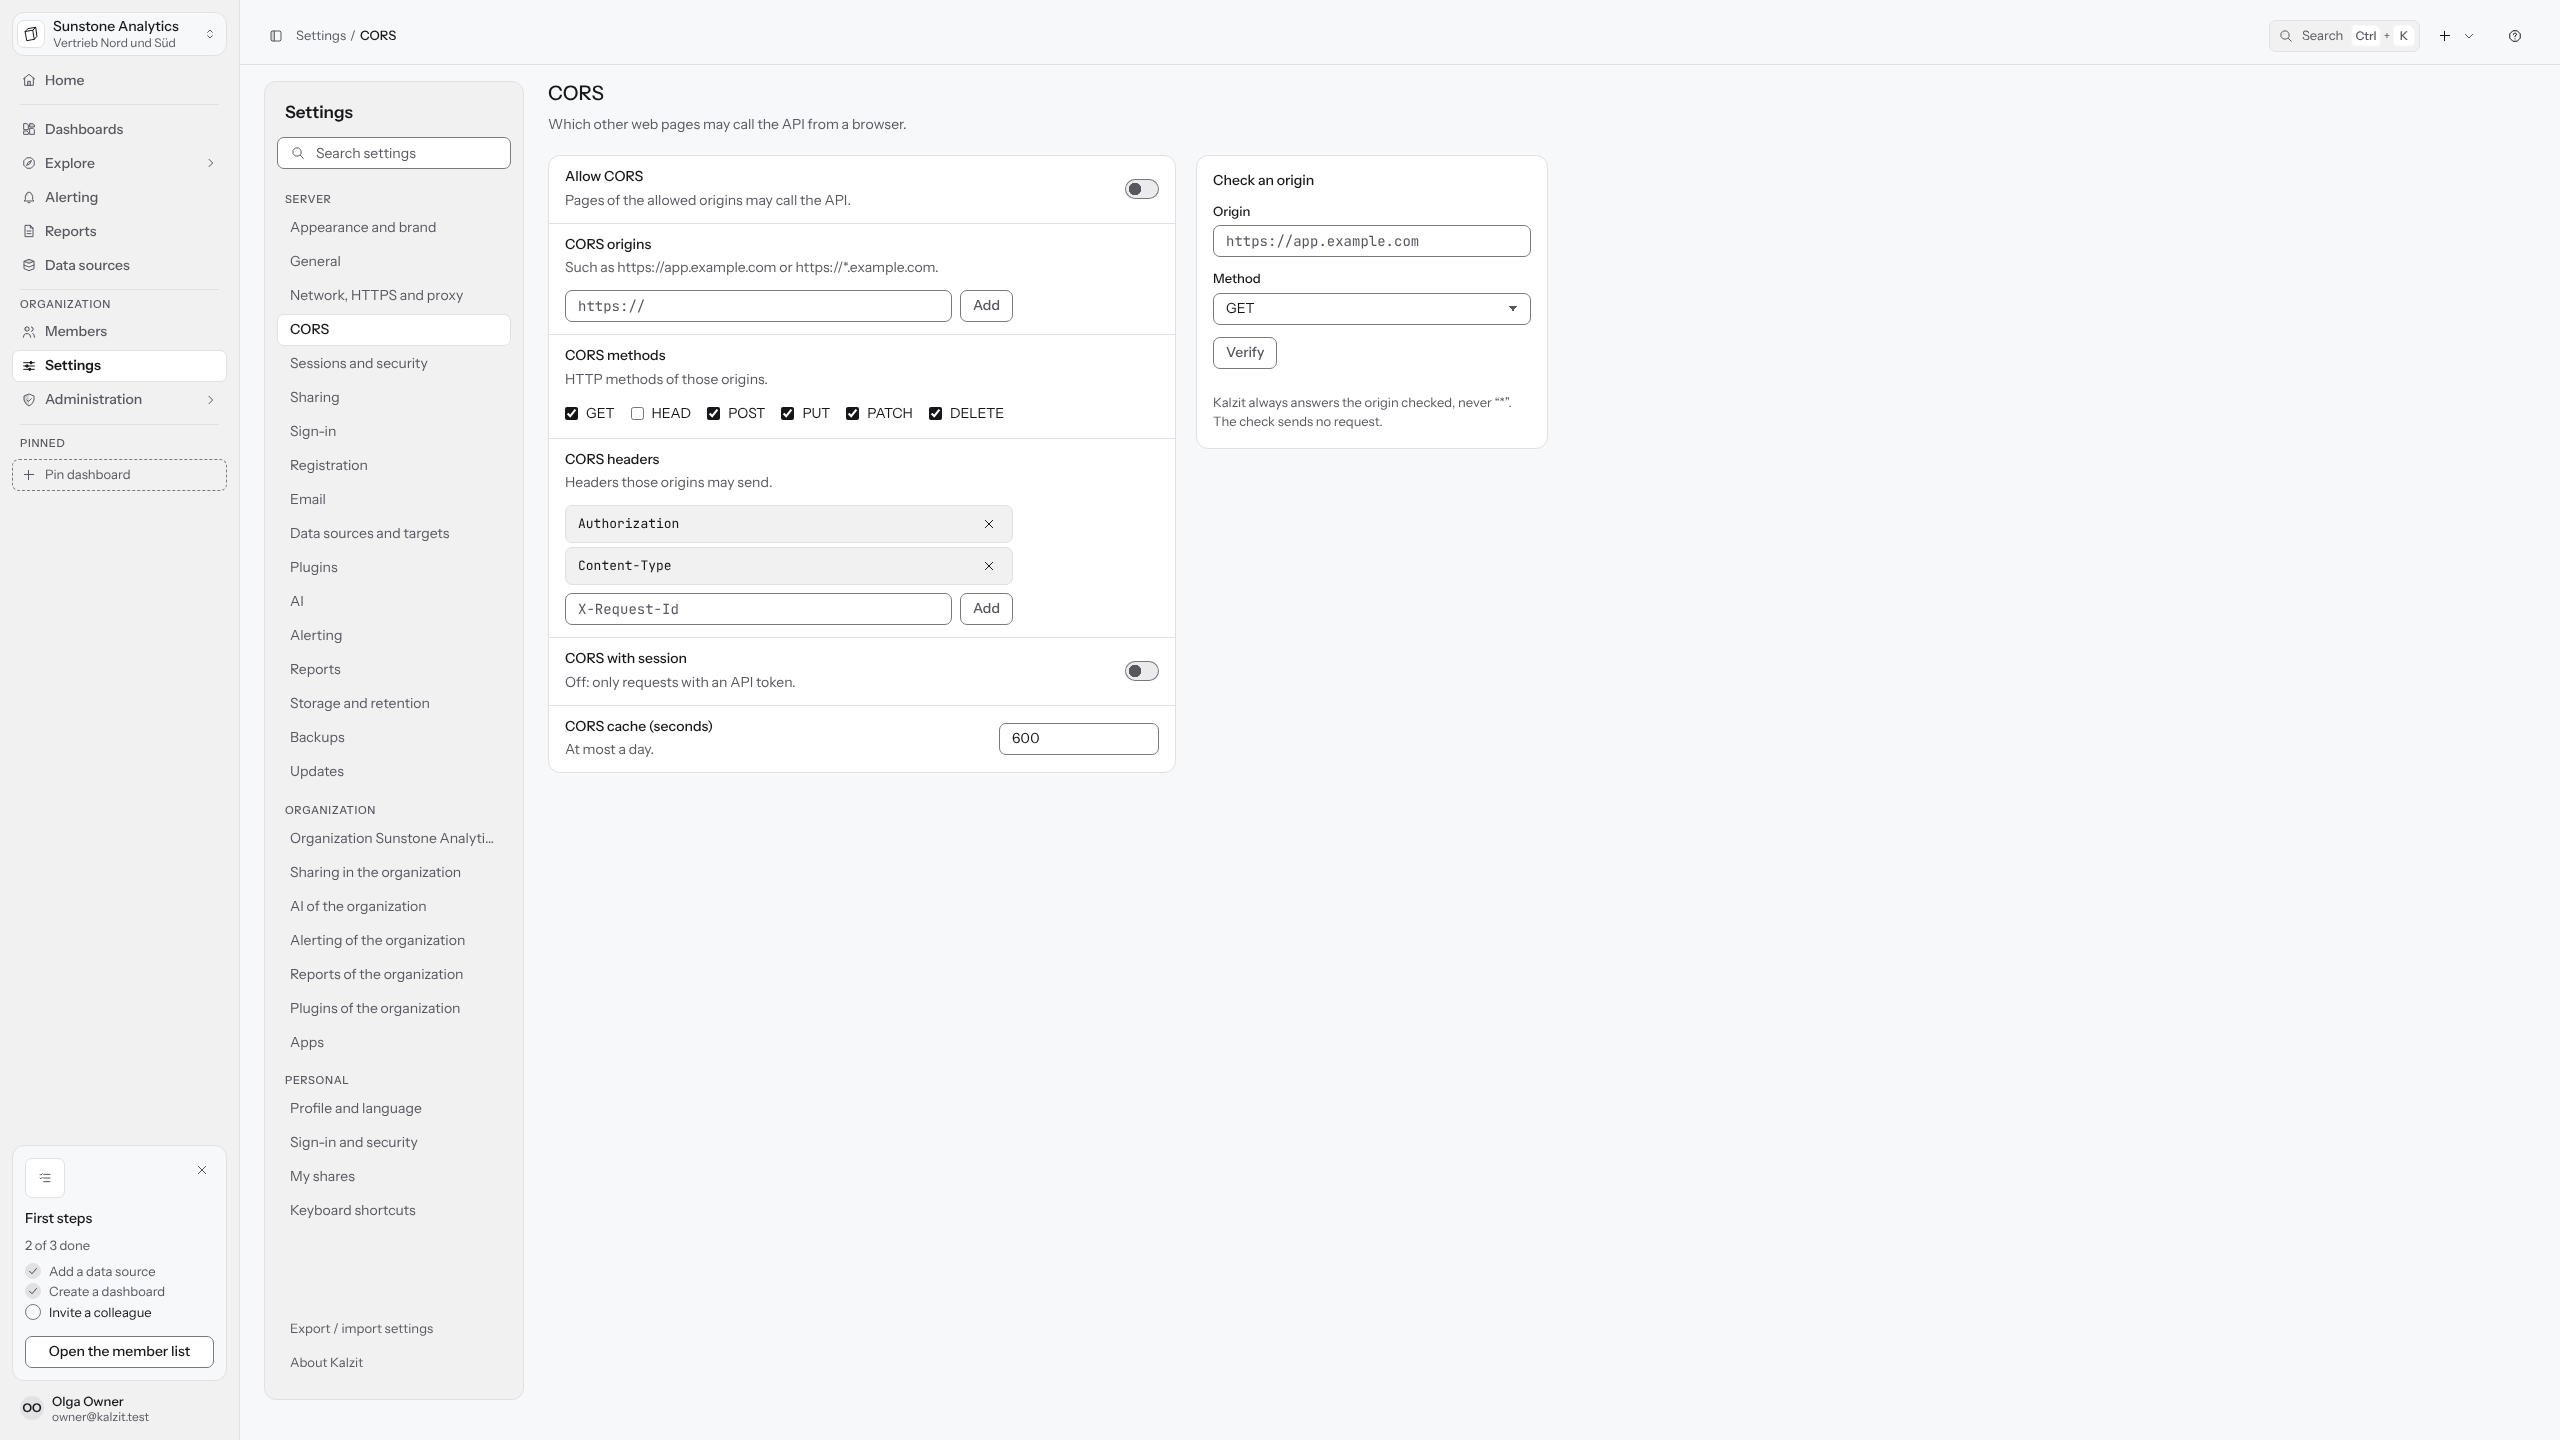 Sunstone Analytics
Vertrieb Nord und Süd
Home
Dashboards
Explore
Alerting
Reports
Data sources
ORGANIZATION
Members
Settings
Administration
PINNED
Pin dashboard
First steps
2 of 3 done
Add a data source
Create a dashboard
Invite a colleague
Open the member list
OO
Olga Owner
owner@kalzit.test
Settings / CORS
Search Ctrl + K
Settings
Search settings
SERVER
Appearance and brand
General
Network, HTTPS and proxy
CORS
Sessions and security
Sharing
Sign-in
Registration
Email
Data sources and targets
Plugins
AI
Alerting
Reports
Storage and retention
Backups
Updates
ORGANIZATION
Organization Sunstone Analyti...
Sharing in the organization
AI of the organization
Alerting of the organization
Reports of the organization
Plugins of the organization
Apps
PERSONAL
Profile and language
Sign-in and security
My shares
Keyboard shortcuts
Export / import settings
About Kalzit
CORS
Which other web pages may call the API from a browser.
Allow CORS
Pages of the allowed origins may call the API.
CORS origins
Such as https://app.example.com or https://*.example.com.
https://
Add
CORS methods
HTTP methods of those origins.
GET HEAD POST PUT PATCH DELETE
CORS headers
Headers those origins may send.
Authorization
Content-Type
X-Request-Id
Add
CORS with session
Off: only requests with an API token.
CORS cache (seconds)
At most a day.
600
Check an origin
Origin
https://app.example.com
Method
GET
Verify
Kalzit always answers the origin checked, never “*”.
The check sends no request.